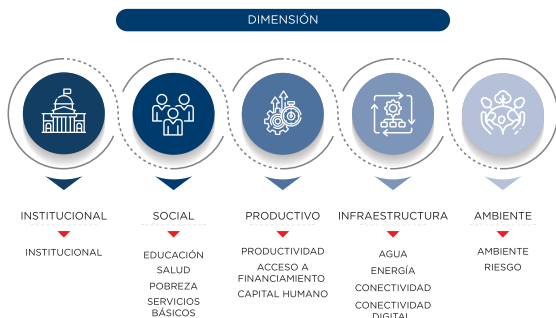 DIMENSIÓN
INSTITUCIONAL
INSTITUCIONAL
SOCIAL
EDUCACIÓN
SALUD
POBREZA
SERVICIOS
BÁSICOS
PRODUCTIVO
PRODUCTIVIDAD
ACCESO A
FINANCIAMIENTO
CAPITAL HUMANO
INFRAESTRUCTURA
AGUA
ENERGÍA
CONECTIVIDAD
CONECTIVIDAD
DIGITAL
AMBIENTE
AMBIENTE
RIESGO